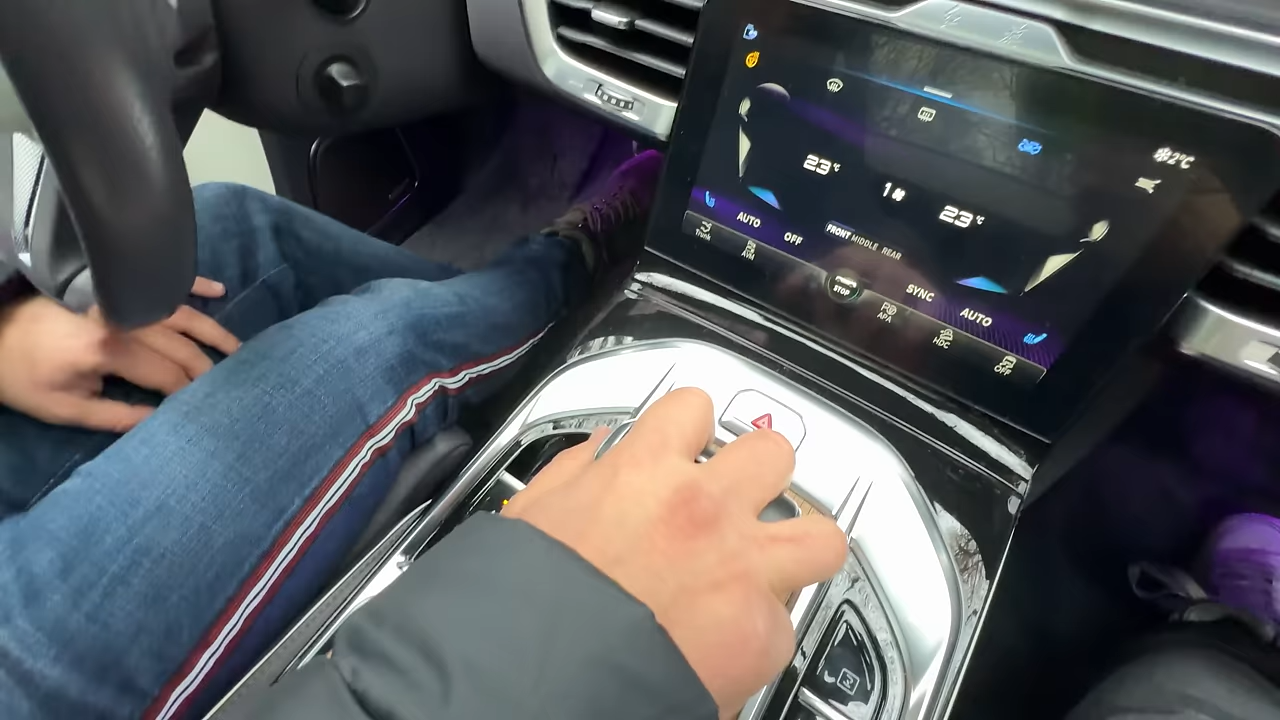 2°C
23°C
1
23°C
AUTO
OFF
FRONT MIDDLE REAR
SYNC
AUTO
Trunk
AVM
STOP
APA
HDC
OFF